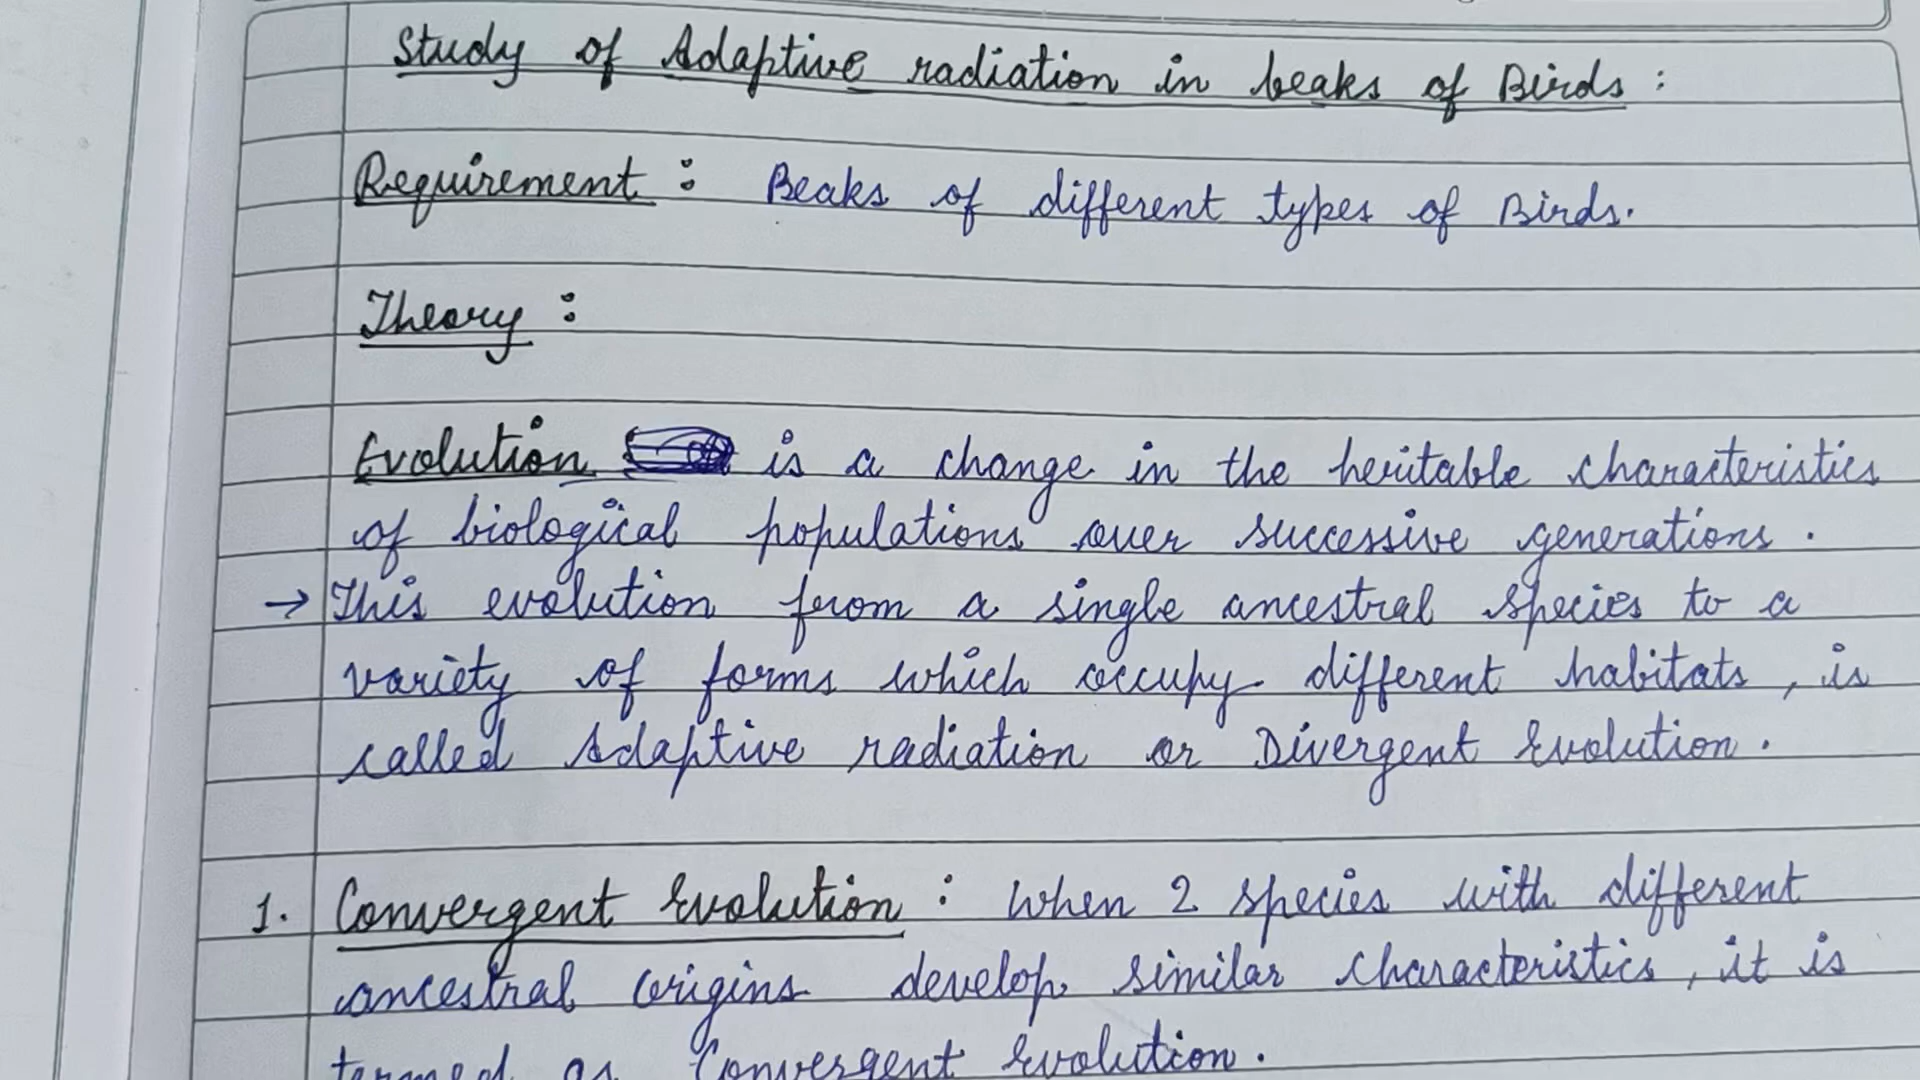 Study of Adaptive radiation in beaks of Birds :
Requirement : Beaks of different types of Birds.
Theory :
Evolution is a change in the heritable characteristics
of biological populations over successive generations .
→ This evolution from a single ancestral species to a
variety of forms which occupy different habitats , is
called Adaptive radiation or Divergent Evolution .
1. Convergent Evolution : When 2 species with different
ancestral origins develop similar characteristics , it is
termed as Convergent Evolution .